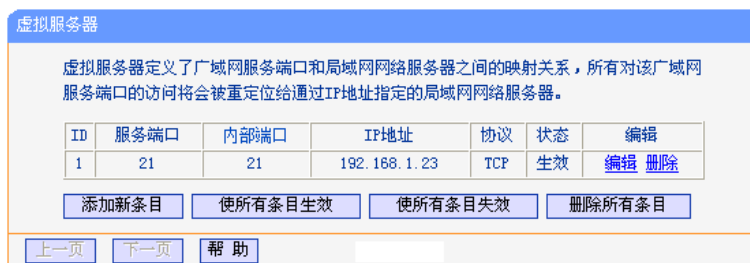 虚拟服务器
虚拟服务器定义了广域网服务端口和局域网网络服务器之间的映射关系，所有对该广域网
服务端口的访问将会被重定位给通过IP地址指定的局域网网络服务器。
ID 服务端口 内部端口 IP地址 协议 状态 编辑
1 21 21 192.168.1.23 TCP 生效 编辑 删除
添加新条目 使所有条目生效 使所有条目失效 删除所有条目
上一页 下一页 帮 助